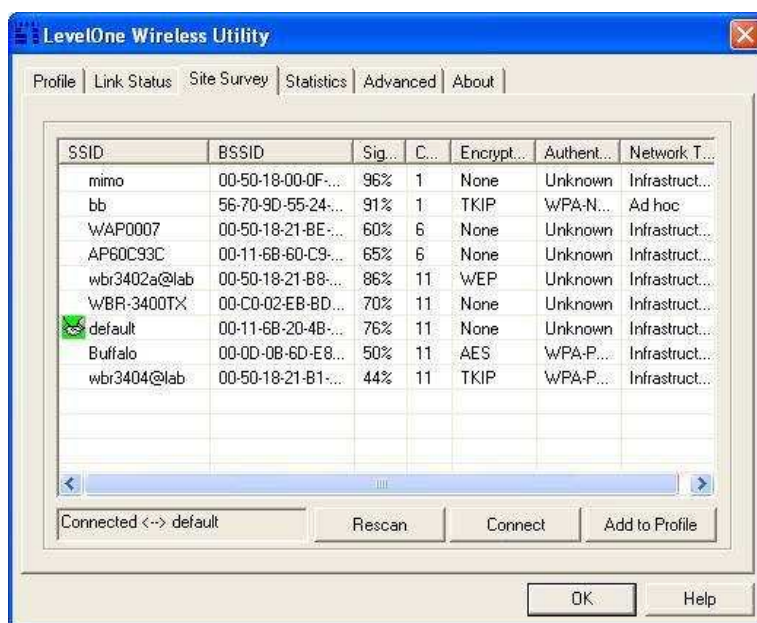 LevelOne Wireless Utility
Profile Link Status Site Survey Statistics Advanced About
SSID BSSID Sig... C... Encrypt... Authent... Network T...
mimo 00-50-18-00-0F-... 96% 1 None Unknown Infrastruct...
bb 56-70-9D-55-24-... 91% 1 TKIP WPA-N... Ad hoc
WAP0007 00-50-18-21-BE-... 60% 6 None Unknown Infrastruct...
AP60C93C 00-11-6B-60-C9-... 65% 6 None Unknown Infrastruct...
wbr3402a@lab 00-50-18-21-B8-... 86% 11 WEP Unknown Infrastruct...
WBR-3400TX 00-C0-02-EB-BD... 70% 11 None Unknown Infrastruct...
default 00-11-6B-20-4B-... 76% 11 None Unknown Infrastruct...
Buffalo 00-0D-0B-6D-E8... 50% 11 AES WPA-P... Infrastruct...
wbr3404@lab 00-50-18-21-B1-... 44% 11 TKIP WPA-P... Infrastruct...
Connected <--> default Rescan Connect Add to Profile
OK Help